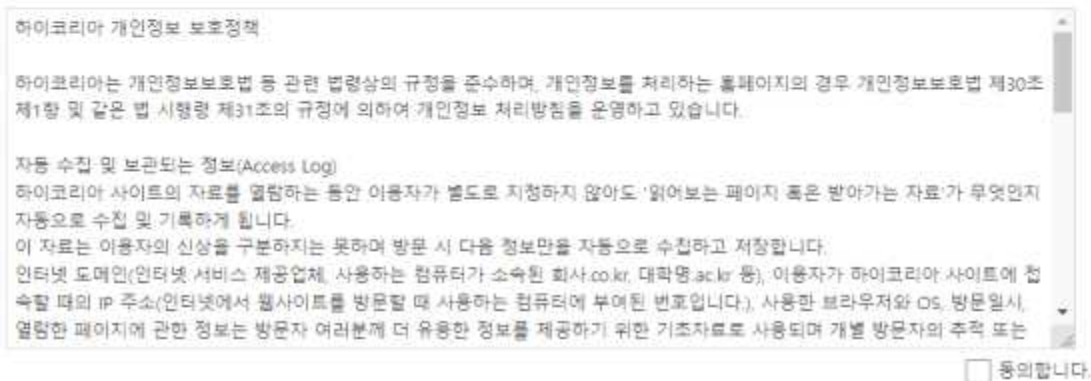 하이코리아 개인정보 보호정책
하이코리아는 개인정보보호법 등 관련 법령상의 규정을 준수하며, 개인정보를 처리하는 홈페이지의 경우 개인정보보호법 제30조
제1항 및 같은 법 시행령 제31조의 규정에 의하여 개인정보 처리방침을 운영하고 있습니다.
자동 수집 및 보관되는 정보(Access Log)
하이코리아 사이트의 자료를 열람하는 동안 이용자가 별도로 지정하지 않아도 '읽어보는 페이지 혹은 받아가는 자료'가 무엇인지
자동으로 수집 및 기록하게 됩니다.
이 자료는 이용자의 신상을 구분하지는 못하며 방문 시 다음 정보만을 자동으로 수집하고 저장합니다.
인터넷 도메인(인터넷 서비스 제공업체, 사용하는 컴퓨터가 소속된 회사.co.kr, 대학명.ac.kr 등), 이용자가 하이코리아 사이트에 접
속할 때의 IP 주소(인터넷에서 웹사이트를 방문할 때 사용하는 컴퓨터에 부여된 번호입니다.), 사용한 브라우저와 OS, 방문일시,
열람한 페이지에 관한 정보는 방문자 여러분께 더 유용한 정보를 제공하기 위한 기초자료로 사용되며 개별 방문자의 추적 또는
동의합니다.